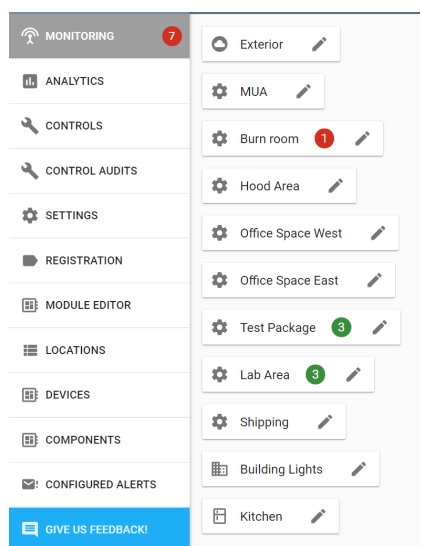 MONITORING 7
ANALYTICS
CONTROLS
CONTROL AUDITS
SETTINGS
REGISTRATION
MODULE EDITOR
LOCATIONS
DEVICES
COMPONENTS
CONFIGURED ALERTS
GIVE US FEEDBACK!
Exterior
MUA
Burn room 1
Hood Area
Office Space West
Office Space East
Test Package 3
Lab Area 3
Shipping
Building Lights
Kitchen